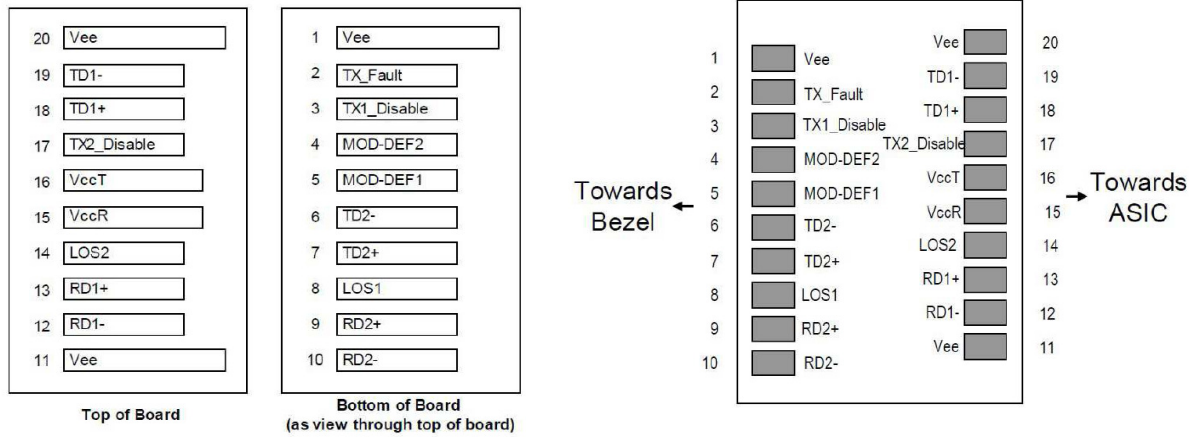 20 Vee
19 TD1-
18 TD1+
17 TX2_Disable
16 VccT
15 VccR
14 LOS2
13 RD1+
12 RD1-
11 Vee
Top of Board
1 Vee
2 TX_Fault
3 TX1_Disable
4 MOD-DEF2
5 MOD-DEF1
6 TD2-
7 TD2+
8 LOS1
9 RD2+
10 RD2-
Bottom of Board
(as view through top of board)
Towards
Bezel
1 Vee
2 TX_Fault
3 TX1_Disable
4 MOD-DEF2
5 MOD-DEF1
6 TD2-
7 TD2+
8 LOS1
9 RD2+
10 RD2-
Vee 20
TD1- 19
TD1+ 18
TX2_Disable 17
VccT 16
VccR 15
LOS2 14
RD1+ 13
RD1- 12
Vee 11
Towards
ASIC